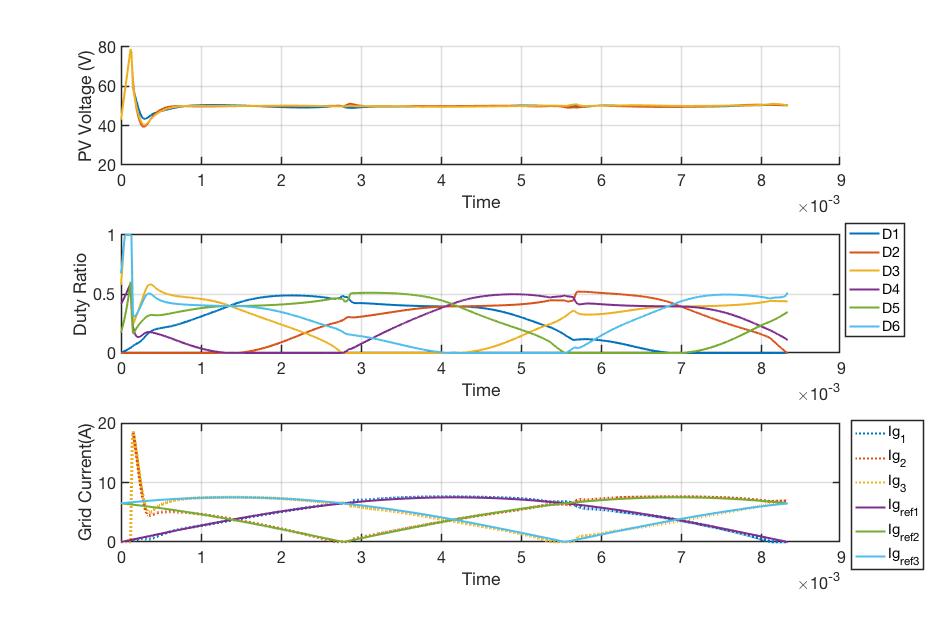 PV Voltage (V)
80
60
40
20
0 1 2 3 4 5 6 7 8 9
Time
×10-3
Duty Ratio
1
0.5
0
0 1 2 3 4 5 6 7 8 9
Time
×10-3
D1
D2
D3
D4
D5
D6
Grid Current(A)
20
10
0
0 1 2 3 4 5 6 7 8 9
Time
×10-3
Ig1
Ig2
Ig3
Igref1
Igref2
Igref3